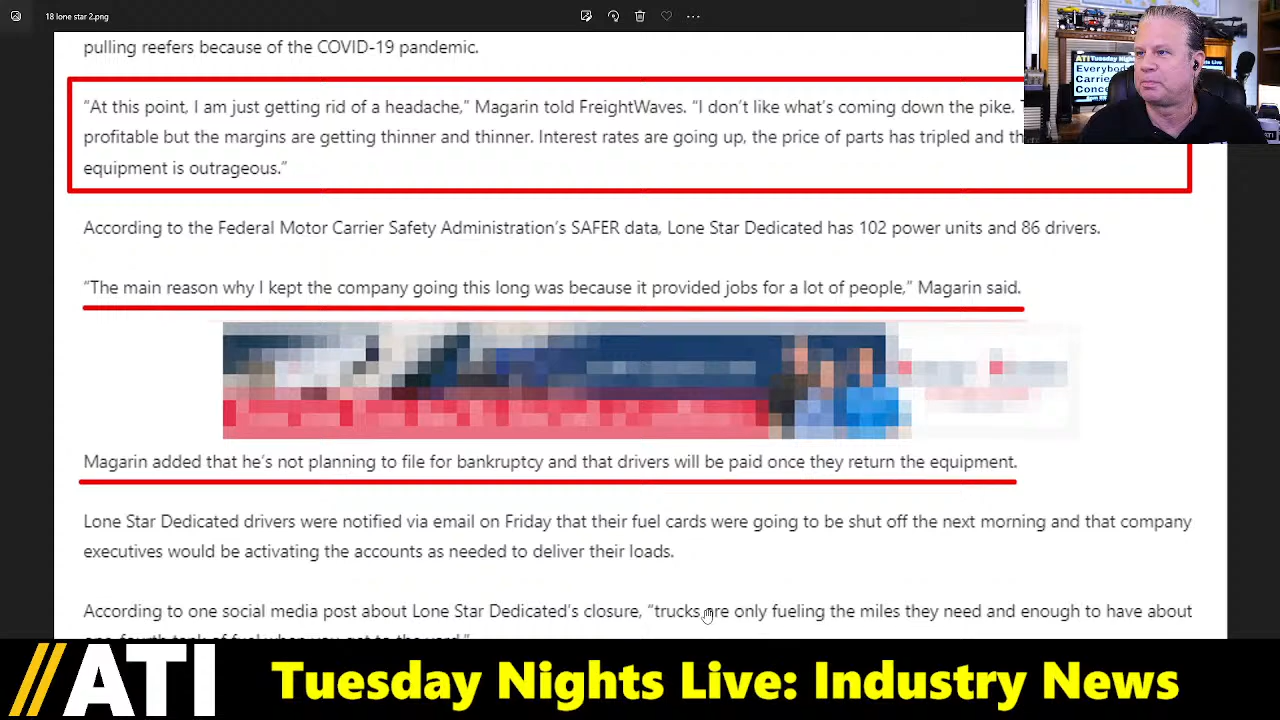 18 lone star 2.png
pulling reefers because of the COVID-19 pandemic.
“At this point, I am just getting rid of a headache,” Magarin told FreightWaves. “I don’t like what’s coming down the pike.
profitable but the margins are getting thinner and thinner. Interest rates are going up, the price of parts has tripled and
equipment is outrageous.”
According to the Federal Motor Carrier Safety Administration’s SAFER data, Lone Star Dedicated has 102 power units and 86 drivers.
“The main reason why I kept the company going this long was because it provided jobs for a lot of people,” Magarin said.
Magarin added that he’s not planning to file for bankruptcy and that drivers will be paid once they return the equipment.
Lone Star Dedicated drivers were notified via email on Friday that their fuel cards were going to be shut off the next morning and that company
executives would be activating the accounts as needed to deliver their loads.
According to one social media post about Lone Star Dedicated’s closure, “trucks are only fueling the miles they need and enough to have about
ATI Tuesday Night Live
Everybod
Carrie
Conce
ATI
//ATI
Tuesday Nights Live: Industry News